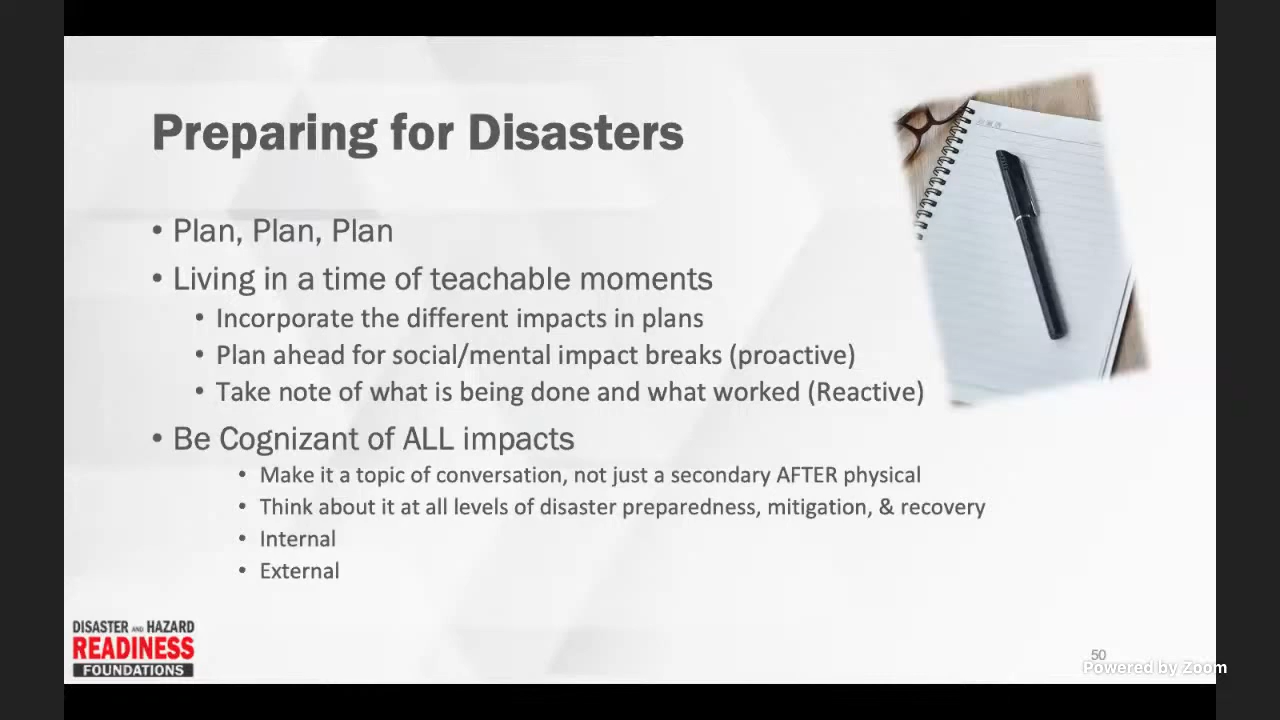 Preparing for Disasters
• Plan, Plan, Plan
• Living in a time of teachable moments
• Incorporate the different impacts in plans
• Plan ahead for social/mental impact breaks (proactive)
• Take note of what is being done and what worked (Reactive)
• Be Cognizant of ALL impacts
• Make it a topic of conversation, not just a secondary AFTER physical
• Think about it at all levels of disaster preparedness, mitigation, & recovery
• Internal
• External
DISASTER AND HAZARD
READINESS
FOUNDATIONS
50
Powered by Zoom